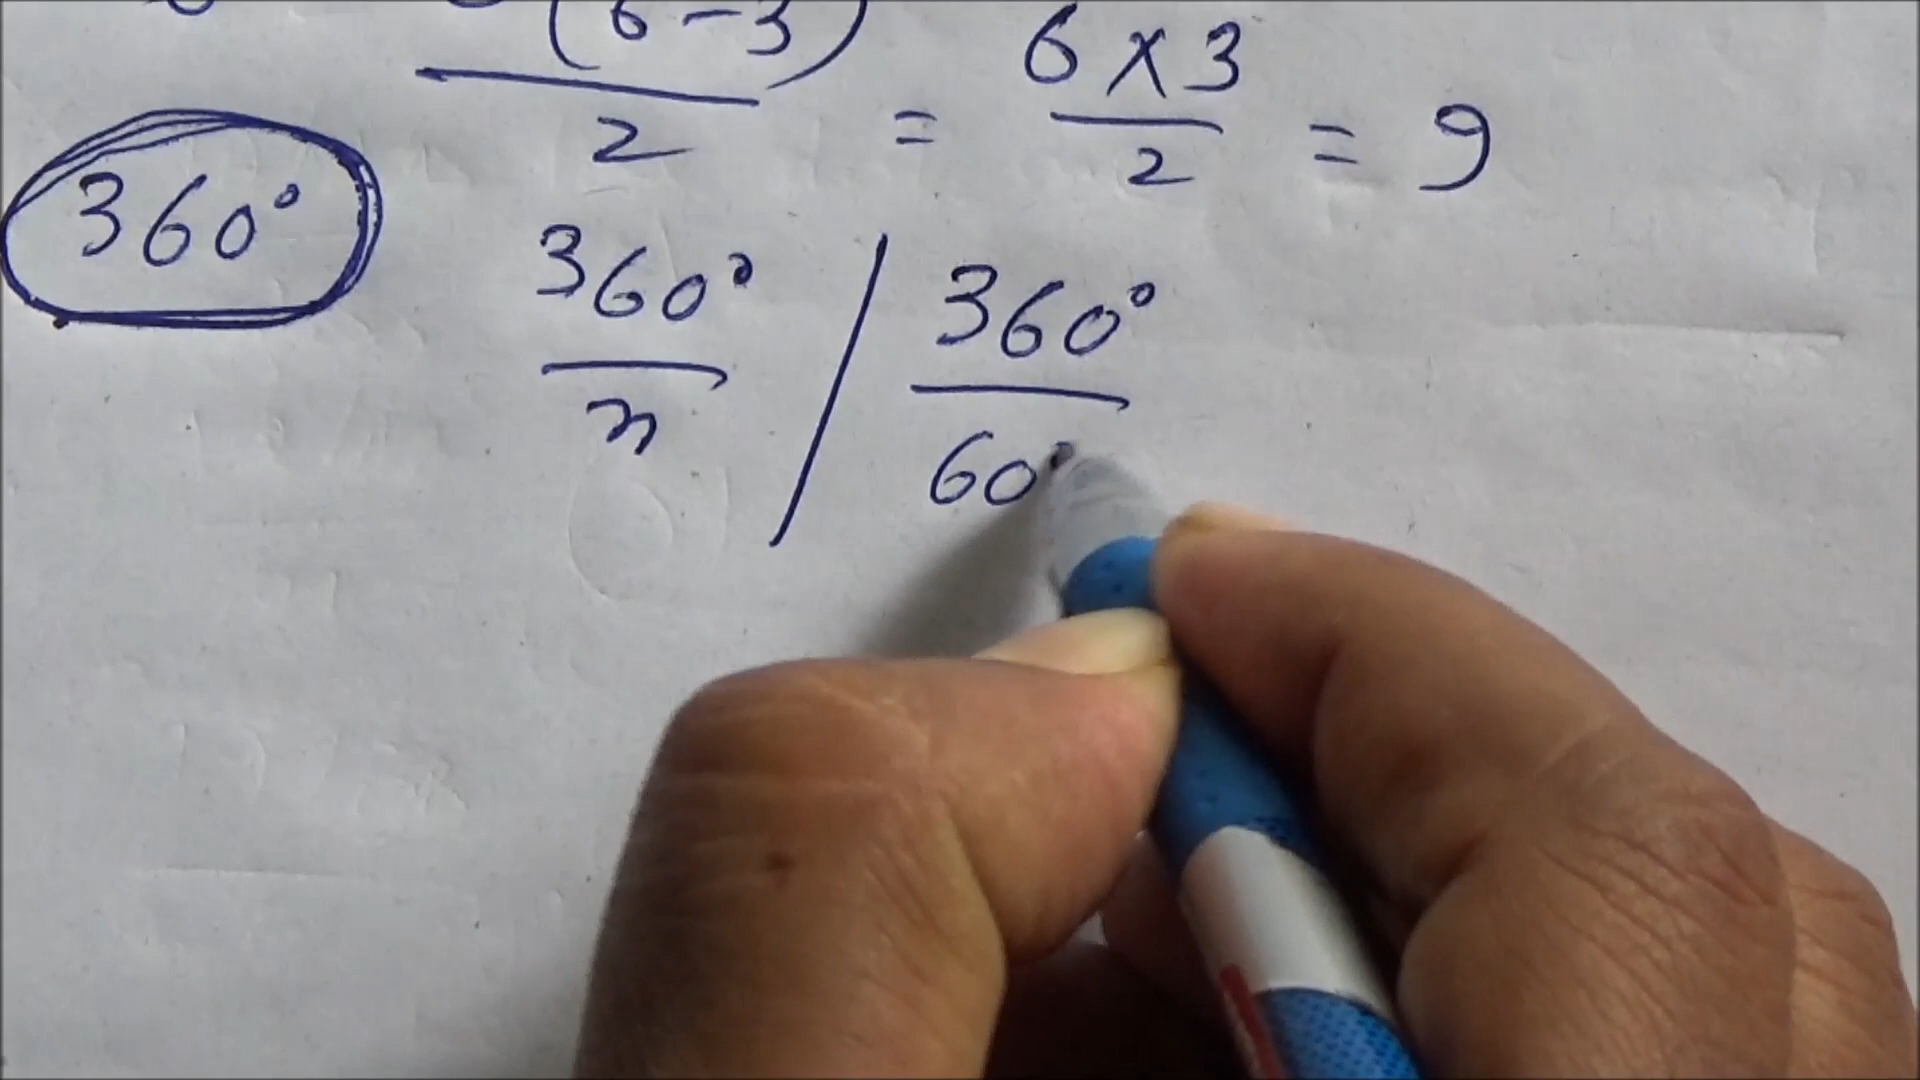 (6-3)/2 = 6×3/2 = 9
360°
360°/n / 360°/60°